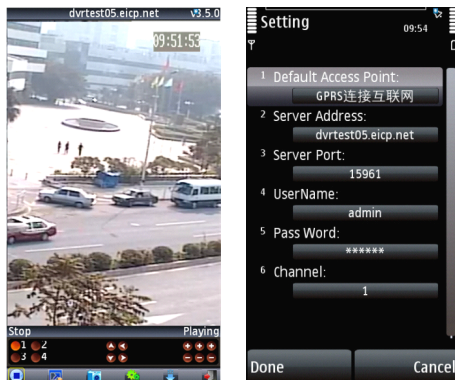 dvrtest05.eicp.net v3.5.0
09:51:53
Stop Playing
1 2
3 4
Setting
09:54
1 Default Access Point:
GPRS连接互联网
2 Server Address:
dvrtest05.eicp.net
3 Server Port:
15961
4 UserName:
admin
5 Pass Word:
******
6 Channel:
1
Done Cancel